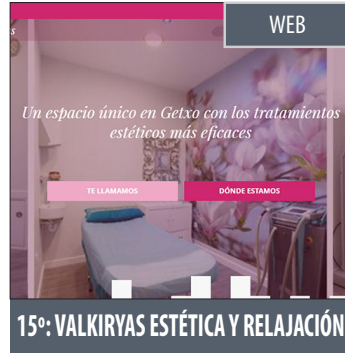 WEB
s
Un espacio único en Getxo con los tratamientos
estéticos más eficaces
TE LLAMAMOS
DÓNDE ESTAMOS
15º: VALKIRYAS ESTÉTICA Y RELAJACIÓN